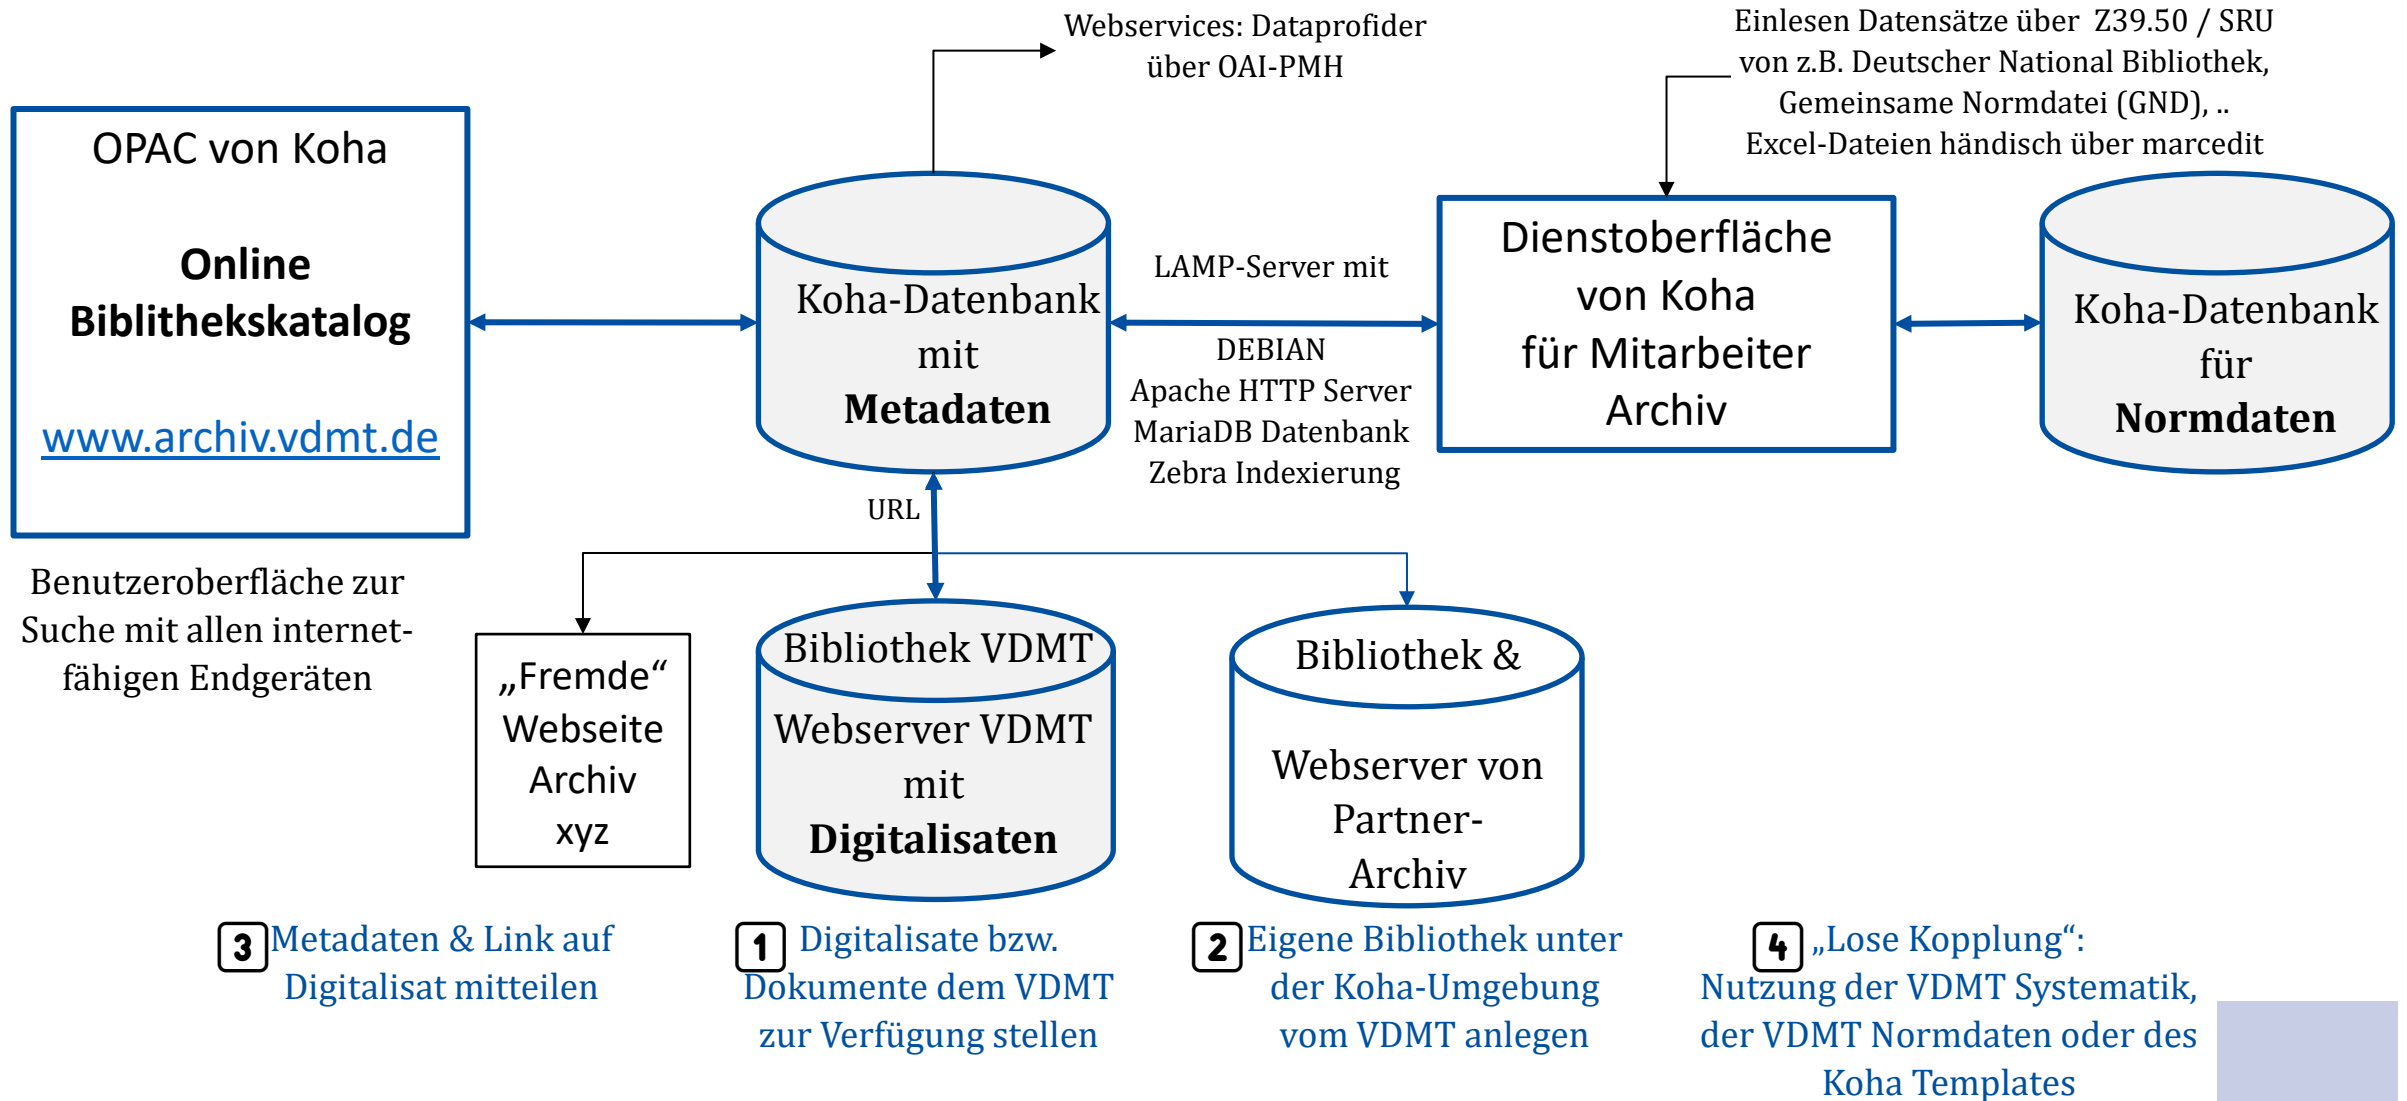 Webservices: Dataprofider
über OAI-PMH
Einlesen Datensätze über Z39.50 / SRU
von z.B. Deutscher National Bibliothek,
Gemeinsame Normdatei (GND), ..
Excel-Dateien händisch über marcedit
OPAC von Koha
Online
Biblithekskatalog
www.archiv.vdmt.de
Benutzeroberfläche zur
Suche mit allen internet-
fähigen Endgeräten
Koha-Datenbank
mit
Metadaten
LAMP-Server mit
DEBIAN
Apache HTTP Server
MariaDB Datenbank
Zebra Indexierung
Dienstoberfläche
von Koha
für Mitarbeiter
Archiv
Koha-Datenbank
für
Normdaten
URL
„Fremde“
Webseite
Archiv
xyz
Bibliothek VDMT
Webserver VDMT
mit
Digitalisaten
Bibliothek &
Webserver von
Partner-
Archiv
3 Metadaten & Link auf
Digitalisat mitteilen
1 Digitalisate bzw.
Dokumente dem VDMT
zur Verfügung stellen
2 Eigene Bibliothek unter
der Koha-Umgebung
vom VDMT anlegen
4 „Lose Kopplung“:
Nutzung der VDMT Systematik,
der VDMT Normdaten oder des
Koha Templates